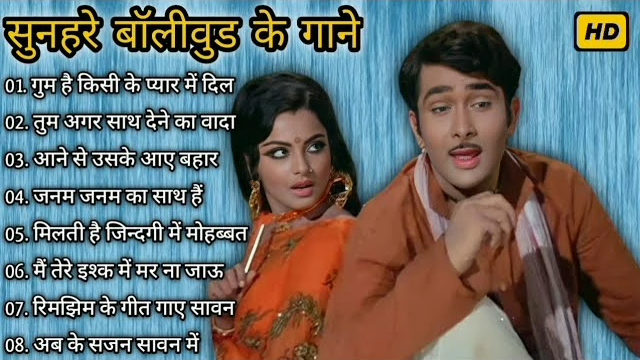 सुनहरे बॉलीवुड के गाने
HD
01. गुम है किसी के प्यार में दिल
02. तुम अगर साथ देने का वादा
03. आने से उसके आए बहार
04. जनम जनम का साथ हैं
05. मिलती है जिन्दगी में मोहब्बत
06. मैं तेरे इश्क में मर ना जाऊ
07. रिमझिम के गीत गाए सावन
08. अब के सजन सावन में